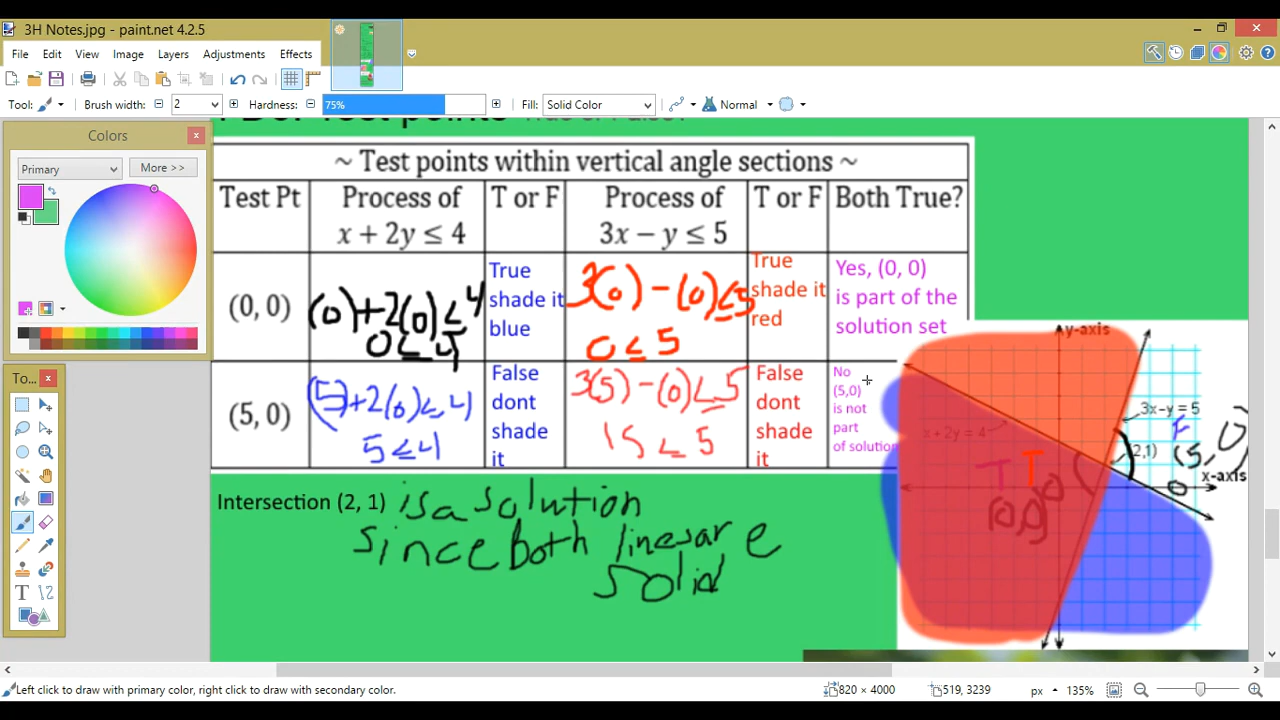 3H Notes.jpg - paint.net 4.2.5
File Edit View Image Layers Adjustments Effects
Tool: Brush width: 2 Hardness: 75% Fill: Solid Color Normal
Colors
Primary More >>
To...
~ Test points within vertical angle sections ~
Test Pt Process of T or F Process of T or F Both True?
x + 2y ≤ 4 3x − y ≤ 5
(0, 0)
(0)+2(0)≤4
0≤4
True
shade it
blue
3(0) - (0)≤5
0≤5
True
shade it
red
Yes, (0, 0)
is part of the
solution set
(5, 0)
(5)+2(0)≤4
5≤4
False
dont
shade
it
3(5)-(0)≤5
15≤5
False
dont
shade
it
No
(5,0)
is not
part
of solution
y-axis
3x-y = 5
x + 2y = 4
F
(2,1)
(5,0)
x-axis
T T
(0,0)
Intersection (2, 1) is a solution
since both lines are
solid
Left click to draw with primary color, right click to draw with secondary color.
820 × 4000 519, 3239 px 135%